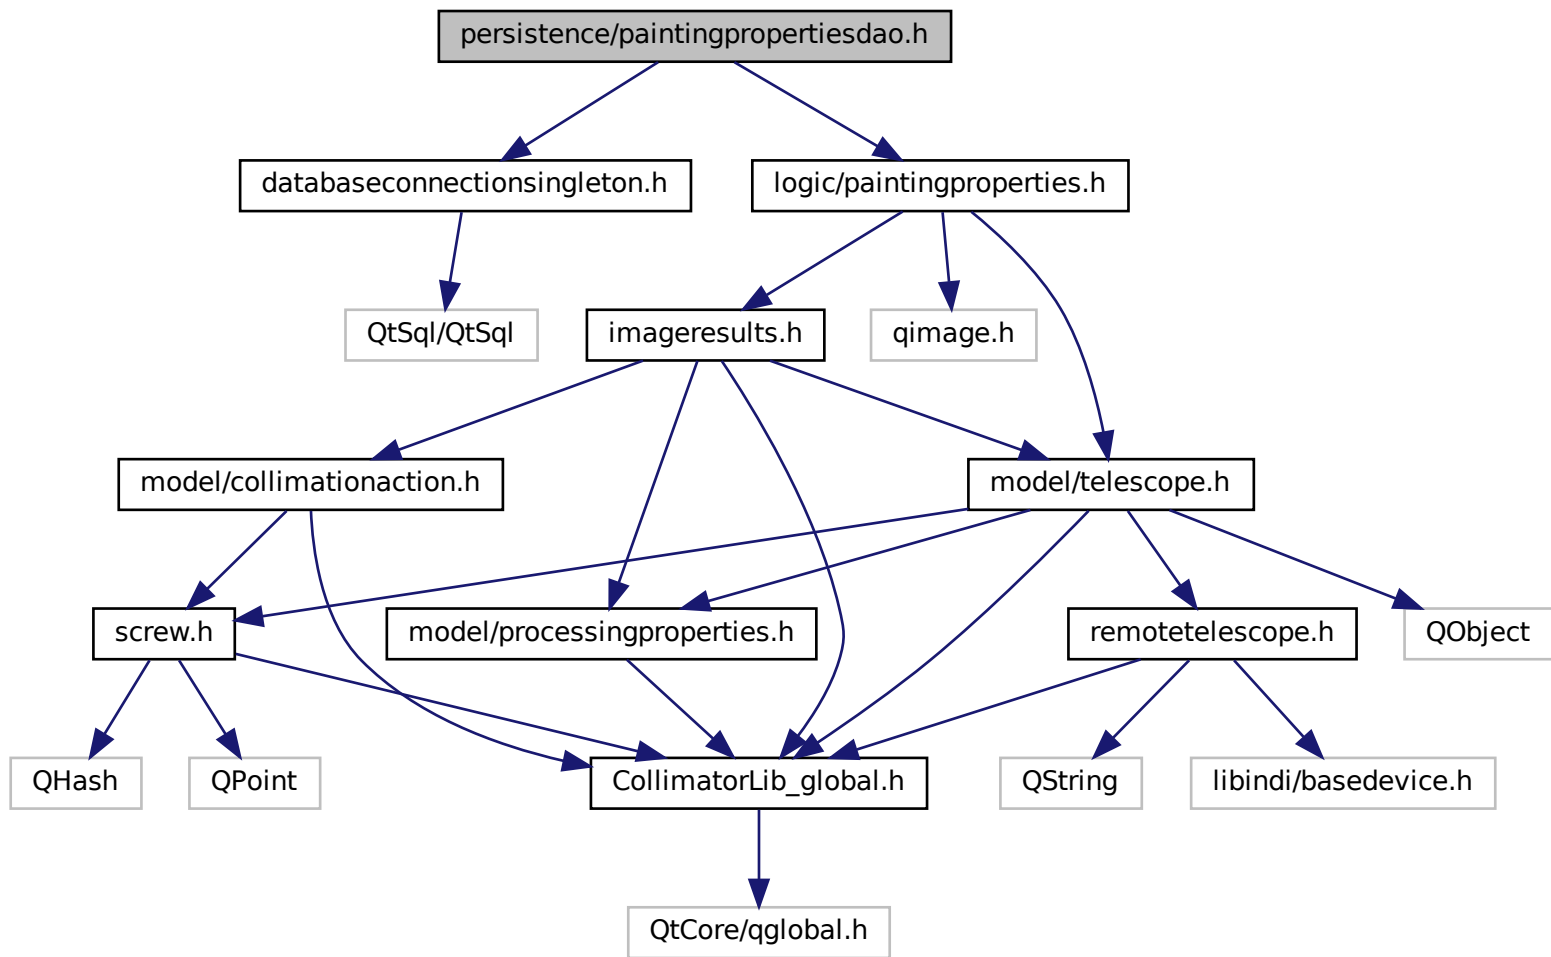 persistence/paintingpropertiesdao.h
databaseconnectionsingleton.h
logic/paintingproperties.h
QtSql/QtSql
imageresults.h
qimage.h
model/collimationaction.h
model/telescope.h
screw.h
model/processingproperties.h
remotetelescope.h
QObject
QHash
QPoint
CollimatorLib_global.h
QString
libindi/basedevice.h
QtCore/qglobal.h